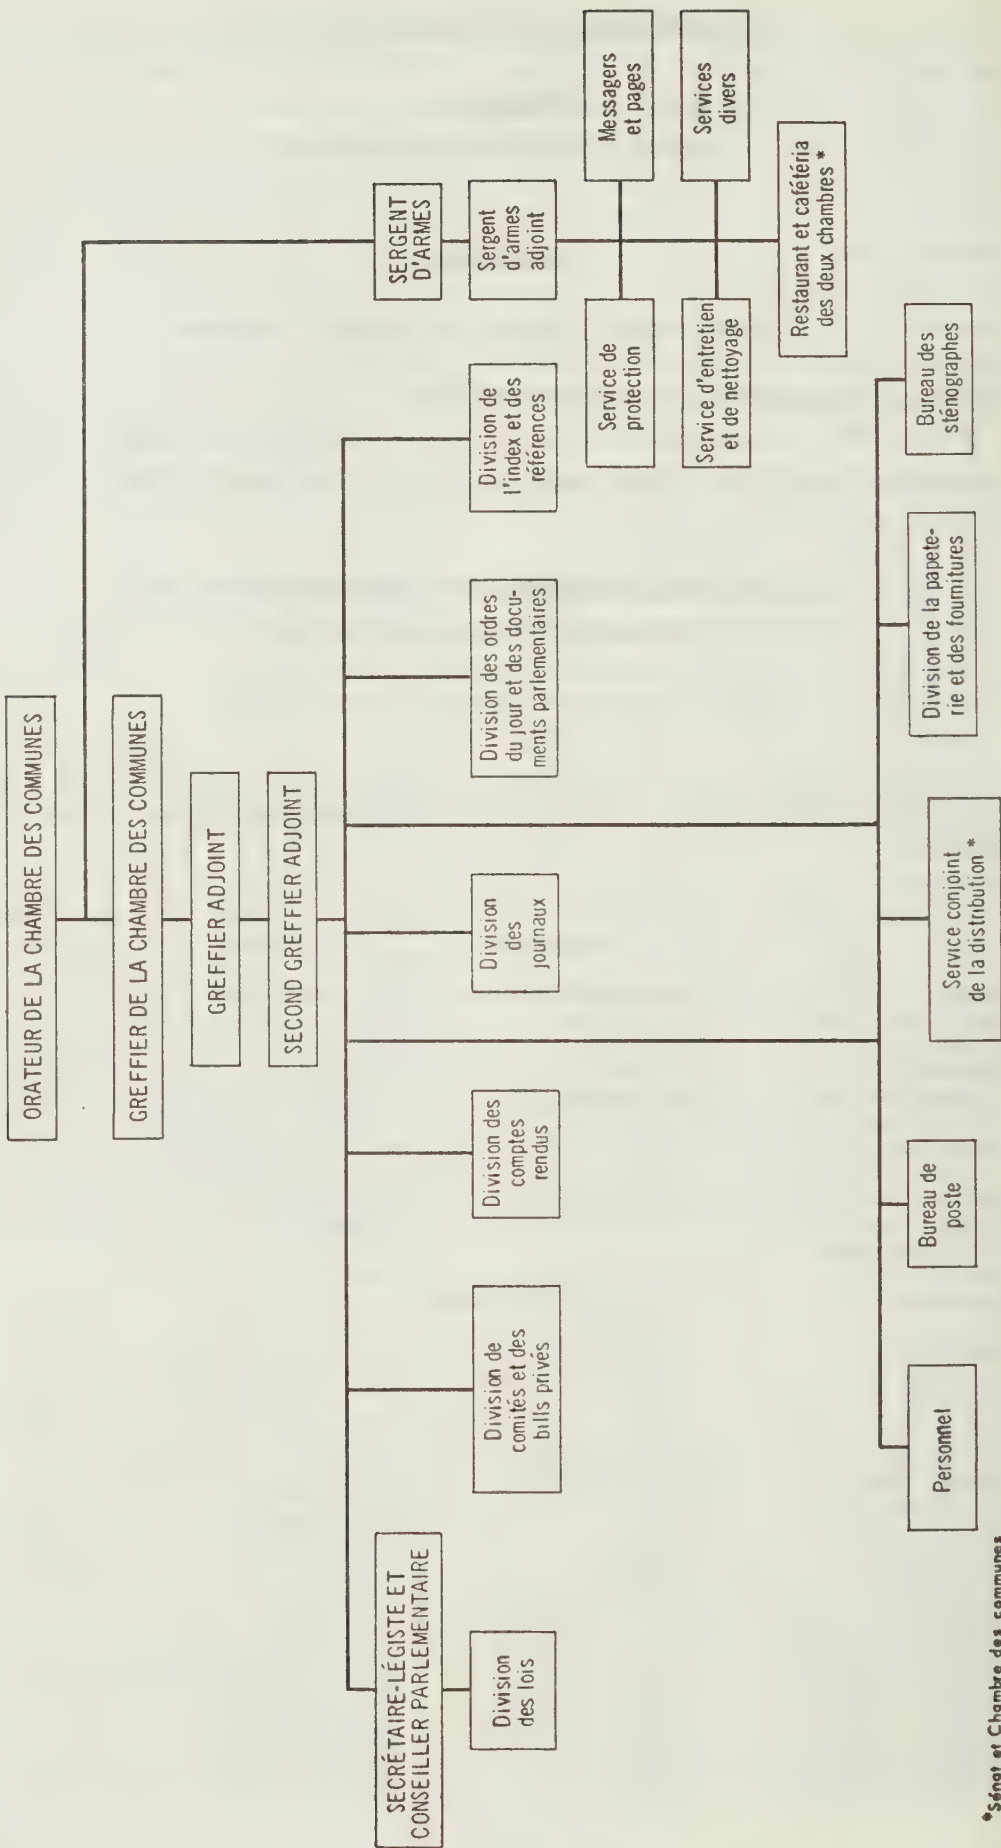 ORATEUR DE LA CHAMBRE DES COMMUNES
GREFFIER DE LA CHAMBRE DES COMMUNES
GREFFIER ADJOINT
SECOND GREFFIER ADJOINT
SECRÉTAIRE-LÉGISTE ET
CONSEILLER PARLEMENTAIRE
SERGENT
D'ARMES
Division
des lois
Division de
comités et des
bills privés
Division des
comptes
rendus
Division
des
journaux
Division des ordres
du jour et des docu-
ments parlementaires
Division de
l'index et des
références
Sergent
d'armes
adjoint
Service de
protection
Messagers
et pages
Service d'entretien
et de nettoyage
Services
divers
Restaurant et cafétéria
des deux chambres *
Personnel
Bureau de
poste
Service conjoint
de la distribution *
Division de la papete-
rie et des fournitures
Bureau des
sténographes
*Sénat et Chambre des communes